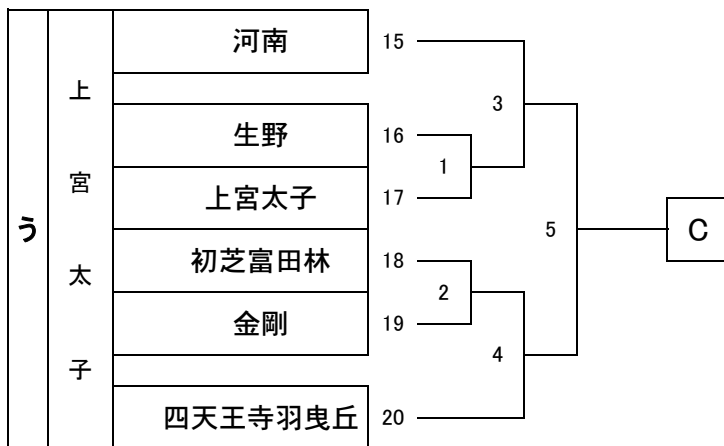 う
上宮太子
河南 15
3
生野 16
1
上宮太子 17
5
C
初芝富田林 18
2
金剛 19
4
四天王寺羽曳丘 20